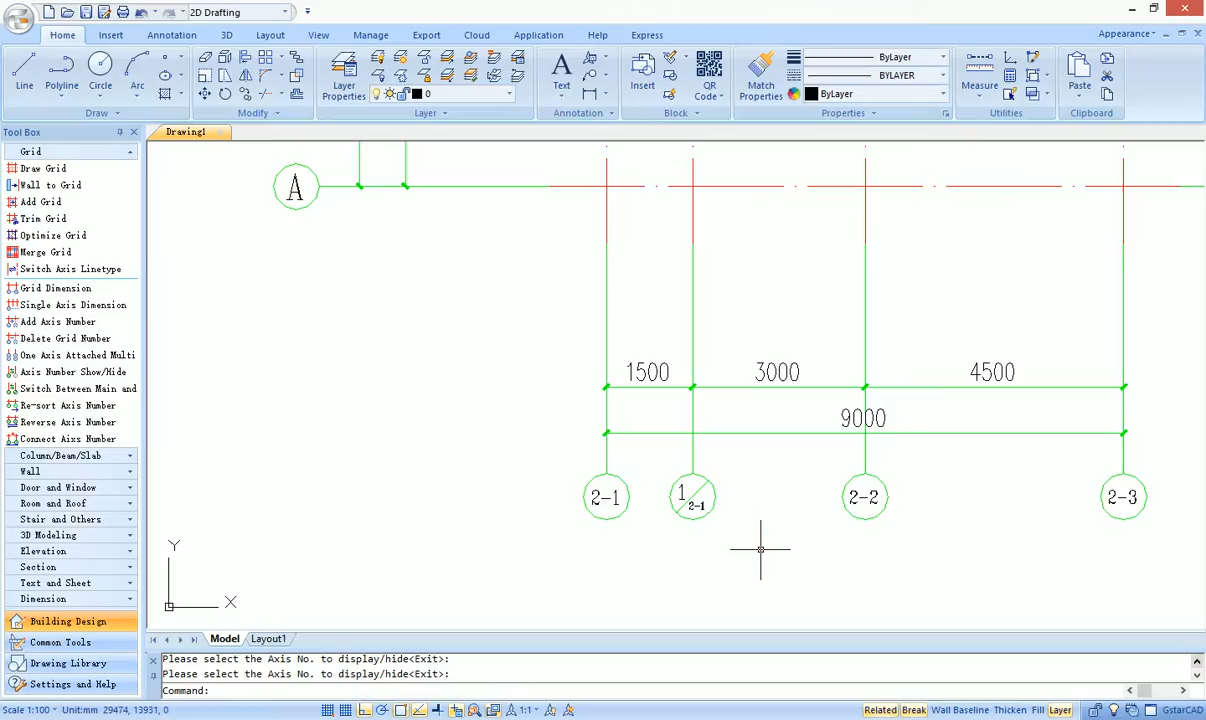 2D Drafting
Home Insert Annotation 3D Layout Manage Export Cloud Application Help Express Appearance
Line Polyline Circle Arc
Layer Properties
0
Text
Insert
QR Code
Match Properties
ByLayer
BYLAYER
ByLayer
Measure
Paste
Draw Modify Layer Annotation Block Properties Utilities Clipboard
Tool Box
Drawing1
Grid
Draw Grid
Wall to Grid
Add Grid
Trim Grid
Optimize Grid
Merge Grid
Switch Axis Linetype
Grid Dimension
Single Axis Dimension
Add Axis Number
Delete Grid Number
One Axis Attached Multi
Axis Number Show/Hide
Switch Between Main and
Re-sort Axis Number
Reverse Axis Number
Connect Aixs Number
Column/Beam/Slab
Wall
Door and Window
Room and Roof
Stair and Others
3D Modeling
Elevation
Section
Text and Sheet
Dimension
Building Design
Common Tools
Drawing Library
Settings and Help
A
1500 3000 4500
9000
2-1 1 2-1 2-2 2-3
Y
X
Model Layout1
Please select the Axis No. to display/hide<Exit>:
Please select the Axis No. to display/hide<Exit>:
Command:
Scale 1:100 Unit:mm 29474, 13931, 0
1:1
Related Break Wall Baseline Thicken Fill Layer
GstarCAD